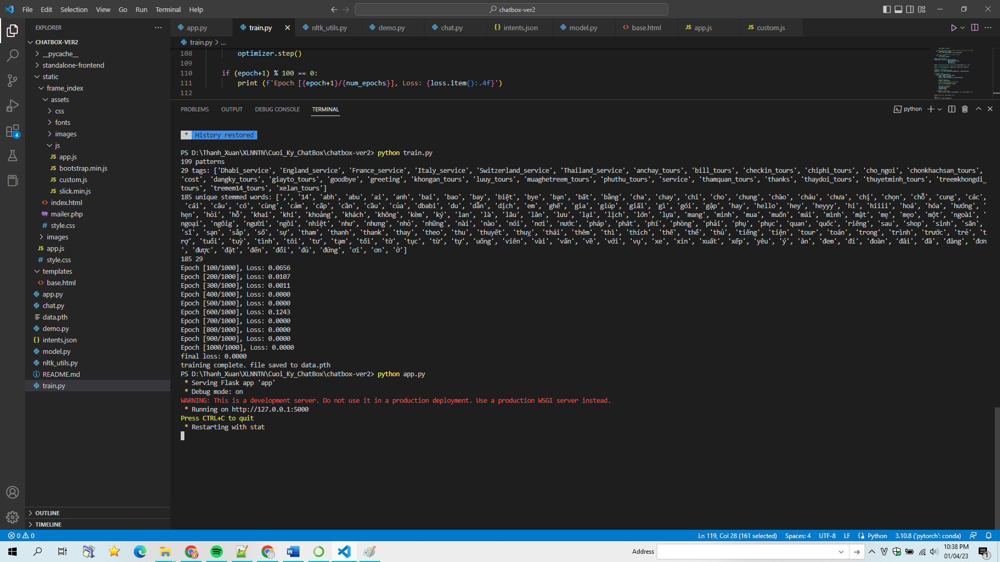 File Edit Selection View Go Run Terminal Help
chatbox-ver2
EXPLORER
CHATBOX-VER2
__pycache__
standalone-frontend
static
frame_index
assets
css
fonts
images
js
JS app.js
JS bootstrap.min.js
JS custom.js
JS slick.min.js
<> index.html
mailer.php
# style.css
images
JS app.js
# style.css
templates
<> base.html
app.py
chat.py
data.pth
demo.py
{} intents.json
model.py
nltk_utils.py
README.md
train.py
OUTLINE
TIMELINE
app.py train.py nltk_utils.py demo.py chat.py {} intents.json model.py <> base.html JS app.js JS custom.js
train.py > ...
108 optimizer.step()
109
110 if (epoch+1) % 100 == 0:
111 print (f'Epoch [{epoch+1}/{num_epochs}], Loss: {loss.item():.4f}')
112
PROBLEMS OUTPUT DEBUG CONSOLE TERMINAL
python
* History restored
PS D:\Thanh_Xuan\XLNNTN\Cuoi_Ky_ChatBox\chatbox-ver2> python train.py
199 patterns
29 tags: ['Dhabi_service', 'England_service', 'France_service', 'Italy_service', 'Switzerland_service', 'Thailand_service', 'anchay_tours', 'bill_tours', 'checkin_tours', 'chiphi_tours', 'cho_ngoi', 'chonkhachsan_tours',
'cost', 'dangky_tours', 'giayto_tours', 'goodbye', 'greeting', 'khongan_tours', 'luuy_tours', 'muaghetreem_tours', 'phuthu_tours', 'service', 'thamquan_tours', 'thanks', 'thaydoi_tours', 'thuyetminh_tours', 'treemkhongdi_
tours', 'tremem14_tours', 'xelan_tours']
185 unique stemmed words: [',', '14', 'abh', 'abu', 'ai', 'anh', 'bai', 'bao', 'bay', 'biệt', 'bye', 'bạn', 'bất', 'bằng', 'cha', 'chay', 'chi', 'cho', 'chung', 'chào', 'cháu', 'chưa', 'chị', 'chọn', 'chỗ', 'cung', 'các',
'cái', 'câu', 'có', 'cùng', 'cảm', 'cấp', 'cần', 'cầu', 'của', 'dbabi', 'du', 'dẫn', 'dịch', 'em', 'ghế', 'gia', 'giúp', 'giấi', 'gì', 'gói', 'gặp', 'hay', 'hello', 'hey', 'heyyy', 'hi', 'hiiii', 'hoá', 'hóa', 'hướng', '
hẹn', 'hỏi', 'hỗ', 'khai', 'khi', 'khoảng', 'khách', 'không', 'kèm', 'ký', 'lan', 'là', 'lâu', 'lăn', 'lưu', 'lại', 'lịch', 'lớn', 'lựa', 'mang', 'minh', 'mua', 'muốn', 'mái', 'mình', 'mặt', 'mẹ', 'mẹo', 'một', 'ngoài', '
ngoại', 'ngôig', 'người', 'ngồi', 'nhiệt', 'như', 'nhưng', 'nhỏ', 'những', 'nài', 'nào', 'nói', 'nơi', 'nước', 'pháp', 'phát', 'phí', 'phòng', 'phải', 'phụ', 'phục', 'quan', 'quốc', 'riêng', 'sau', 'shop', 'sinh', 'sân',
'sĩ', 'sạn', 'sắp', 'số', 'sự', 'tham', 'thanh', 'thank', 'thay', 'theo', 'thu', 'thuyết', 'thuỵ', 'thái', 'thêm', 'thì', 'thích', 'thế', 'thể', 'thủ', 'tiếng', 'tiện', 'tour', 'toán', 'trong', 'trình', 'trước', 'trẻ', 't
rợ', 'tuổi', 'tuỳ', 'tình', 'tôi', 'tư', 'tạm', 'tối', 'tờ', 'tục', 'từ', 'tự', 'uống', 'viên', 'vài', 'vấn', 'về', 'với', 'vụ', 'xe', 'xin', 'xuất', 'xếp', 'yêu', 'ý', 'ăn', 'đem', 'đi', 'đoàn', 'đâi', 'đã', 'đăng', 'đơn
', 'được', 'đặt', 'đến', 'đổi', 'đủ', 'đứng', 'ơi', 'ơn', 'ở']
185 29
Epoch [100/1000], Loss: 0.0656
Epoch [200/1000], Loss: 0.0107
Epoch [300/1000], Loss: 0.0011
Epoch [400/1000], Loss: 0.0000
Epoch [500/1000], Loss: 0.0000
Epoch [600/1000], Loss: 0.1243
Epoch [700/1000], Loss: 0.0000
Epoch [800/1000], Loss: 0.0000
Epoch [900/1000], Loss: 0.0000
Epoch [1000/1000], Loss: 0.0000
final loss: 0.0000
training complete. file saved to data.pth
PS D:\Thanh_Xuan\XLNNTN\Cuoi_Ky_ChatBox\chatbox-ver2> python app.py
* Serving Flask app 'app'
* Debug mode: on
WARNING: This is a development server. Do not use it in a production deployment. Use a production WSGI server instead.
* Running on http://127.0.0.1:5000
Press CTRL+C to quit
* Restarting with stat
0 0
Ln 119, Col 28 (161 selected) Spaces: 4 UTF-8 LF Python 3.10.8 ('pytorch': conda)
Address
10:38 PM
01/04/23